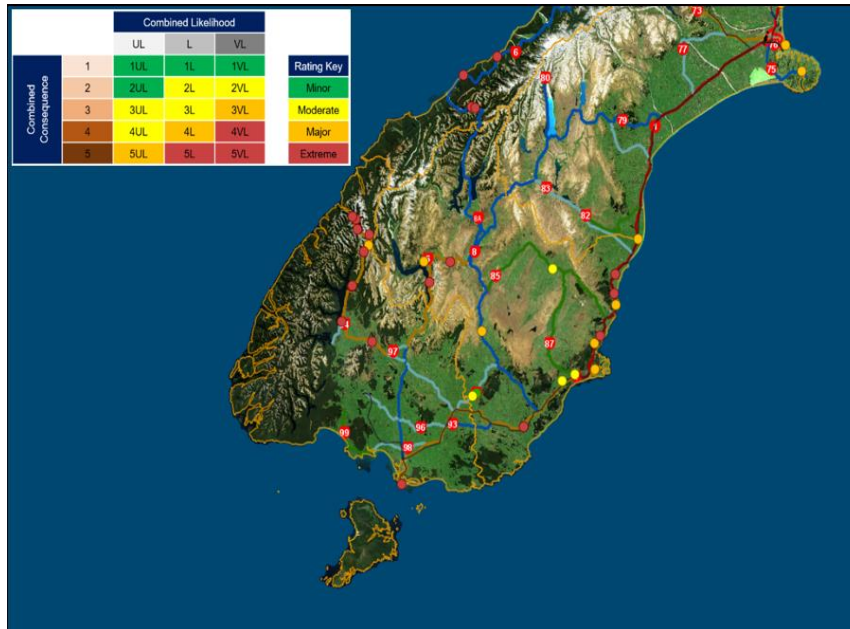 Combined Likelihood
UL L VL
Combined
Consequence
1 1UL 1L 1VL
2 2UL 2L 2VL
3 3UL 3L 3VL
4 4UL 4L 4VL
5 5UL 5L 5VL
Rating Key
Minor
Moderate
Major
Extreme
73
6
77
80
75
79
1
83
82
8A
8
85
87
97
96
93
99
98